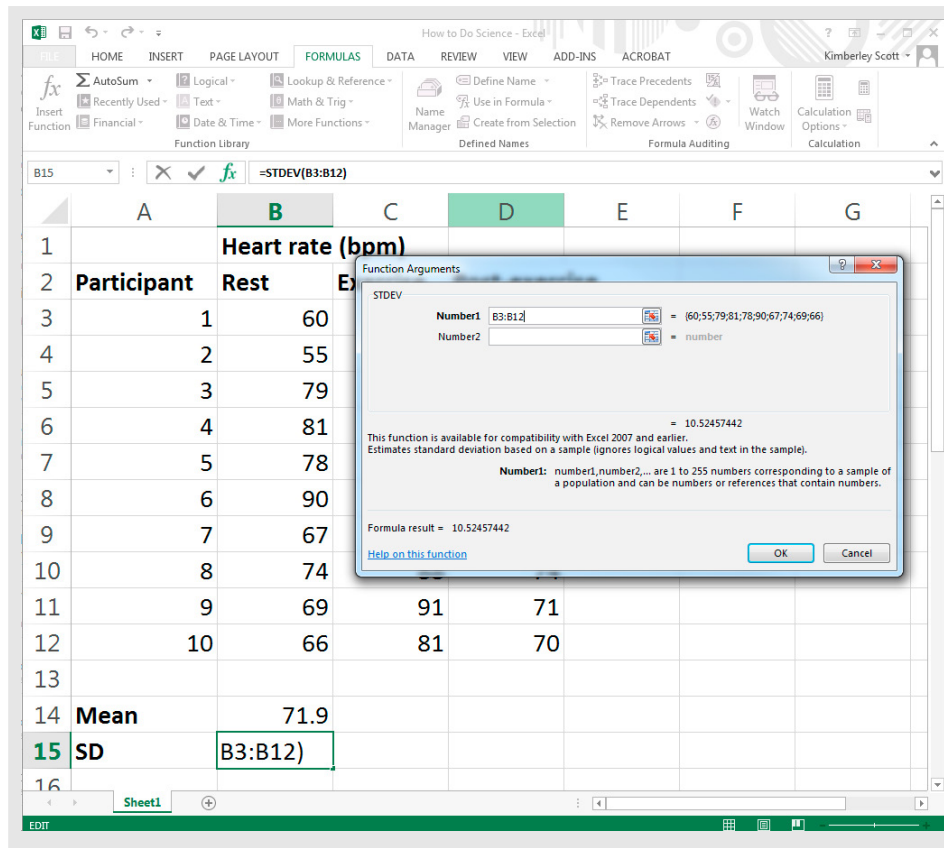 How to Do Science - Excel
FILE HOME INSERT PAGE LAYOUT FORMULAS DATA REVIEW VIEW ADD-INS ACROBAT Kimberley Scott
fx Insert Function
AutoSum Logical Lookup & Reference
Recently Used Text Math & Trig
Financial Date & Time More Functions
Function Library
Name Manager
Define Name
Use in Formula
Create from Selection
Defined Names
Trace Precedents
Trace Dependents
Remove Arrows
Watch Window
Formula Auditing
Calculation Options
Calculation
B15 fx =STDEV(B3:B12)
A B C D E F G
1 Heart rate (bpm)
2 Participant Rest
3 1 60
4 2 55
5 3 79
6 4 81
7 5 78
8 6 90
9 7 67
10 8 74
11 9 69 91 71
12 10 66 81 70
13
14 Mean 71.9
15 SD B3:B12)
16
Function Arguments
STDEV
Number1 B3:B12 = {60;55;79;81;78;90;67;74;69;66}
Number2 = number
= 10.52457442
This function is available for compatibility with Excel 2007 and earlier.
Estimates standard deviation based on a sample (ignores logical values and text in the sample).
Number1: number1,number2,... are 1 to 255 numbers corresponding to a sample of
a population and can be numbers or references that contain numbers.
Formula result = 10.52457442
Help on this function OK Cancel
Sheet1
EDIT